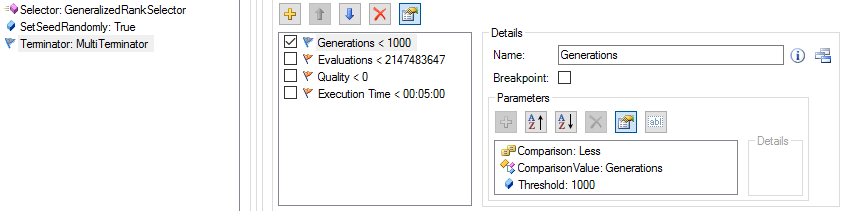 Selector: GeneralizedRankSelector
SetSeedRandomly: True
Terminator: MultiTerminator
Generations < 1000
Evaluations < 2147483647
Quality < 0
Execution Time < 00:05:00
Details
Name: Generations
Breakpoint:
Parameters
A
Z
A
Z
ab
Comparison: Less
ComparisonValue: Generations
Threshold: 1000
Details